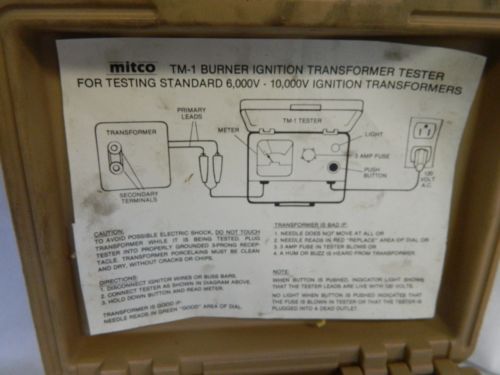 mitco TM-1 BURNER IGNITION TRANSFORMER TESTER
FOR TESTING STANDARD 6,000V - 10,000V IGNITION TRANSFORMERS
PRIMARY
LEADS
TRANSFORMER
METER
TM-1 TESTER
LIGHT
3 AMP FUSE
PUSH
BUTTON
120
VOLT
A.C.
SECONDARY
TERMINALS
CAUTION:
TO AVOID POSSIBLE ELECTRIC SHOCK, DO NOT TOUCH
TRANSFORMER WHILE IT IS BEING TESTED. PLUG
TESTER INTO PROPERLY GROUNDED 3-PRONG RECEP-
TACLE. TRANSFORMER PORCELAINS MUST BE CLEAN
AND DRY, WITHOUT CRACKS OR CHIPS.
DIRECTIONS:
1. DISCONNECT IGNITOR WIRES OR BUSS BARS.
2. CONNECT TESTER AS SHOWN IN DIAGRAM ABOVE.
3. HOLD DOWN BUTTON AND READ METER.
TRANSFORMER IS GOOD IF:
NEEDLE READS IN GREEN "GOOD" AREA OF DIAL.
TRANSFORMER IS BAD IF:
1. NEEDLE DOES NOT MOVE AT ALL OR
2. NEEDLE READS IN RED "REPLACE" AREA OF DIAL OR
3. 3 AMP FUSE IN TESTER BLOWS OR
4. A HUM OR BUZZ IS HEARD FROM TRANSFORMER.
NOTE:
WHEN BUTTON IS PUSHED, INDICATOR LIGHT SHOWS
THAT THE TESTER LEADS ARE LIVE WITH 120 VOLTS.
NO LIGHT WHEN BUTTON IS PUSHED INDICATES THAT
THE FUSE IS BLOWN IN TESTER OR THAT THE TESTER IS
PLUGGED INTO A DEAD OUTLET.